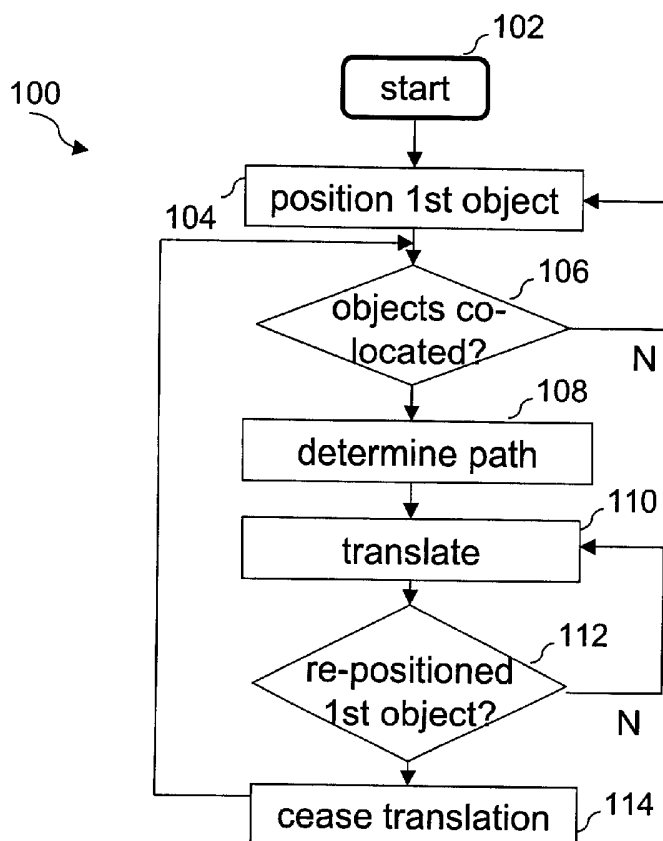 102
100
start
104
position 1st object
106
objects co-
located?
N
108
determine path
110
translate
112
re-positioned
1st object?
N
cease translation
114